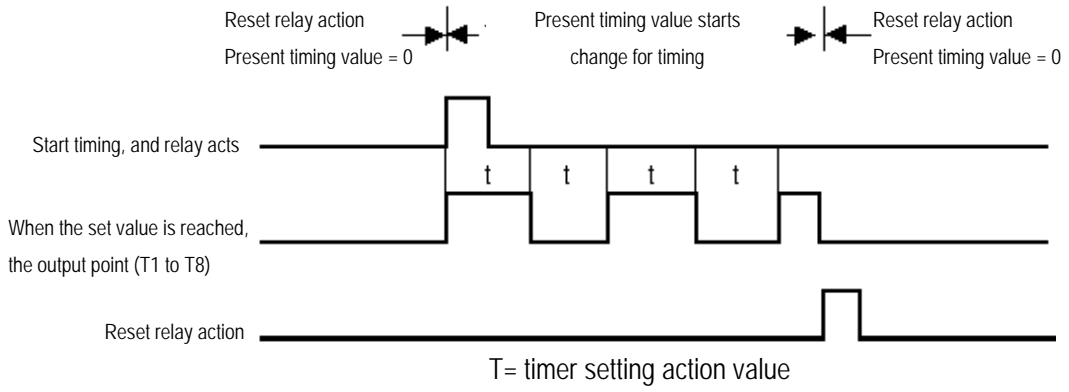 Reset relay action
Present timing value = 0
Present timing value starts
change for timing
Reset relay action
Present timing value = 0
Start timing, and relay acts
t t t t
When the set value is reached,
the output point (T1 to T8)
Reset relay action
T= timer setting action value